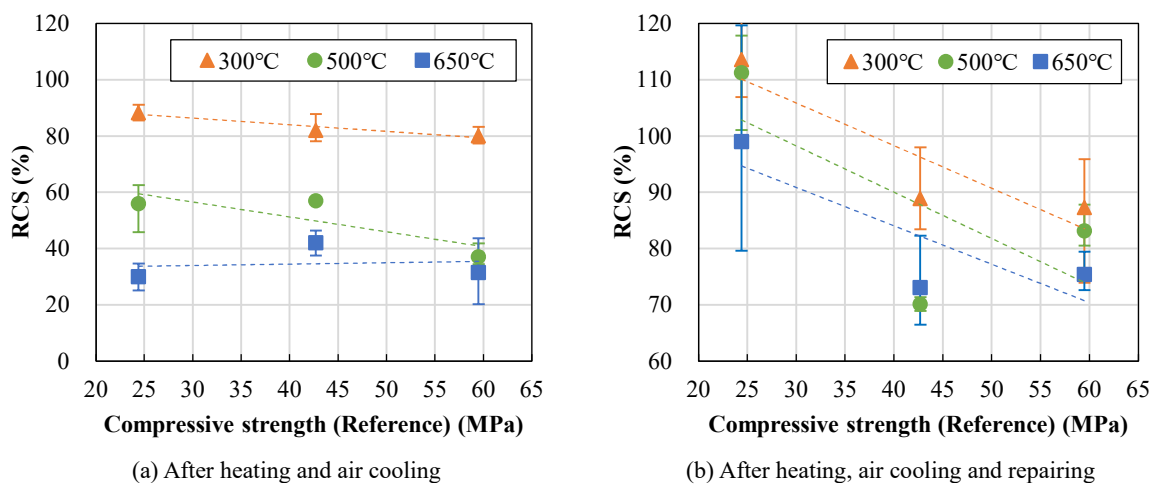 120
100
80
60
40
20
0
RCS (%)
300℃ 500℃ 650℃
20 25 30 35 40 45 50 55 60 65
Compressive strength (Reference) (MPa)
(a) After heating and air cooling
120
110
100
90
80
70
60
RCS (%)
300℃ 500℃ 650℃
20 25 30 35 40 45 50 55 60 65
Compressive strength (Reference) (MPa)
(b) After heating, air cooling and repairing